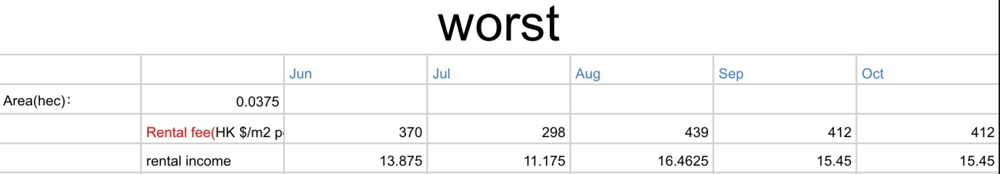 worst
Jun Jul Aug Sep Oct
Area(hec): 0.0375
Rental fee(HK $/m2 p 370 298 439 412 412
rental income 13.875 11.175 16.4625 15.45 15.45